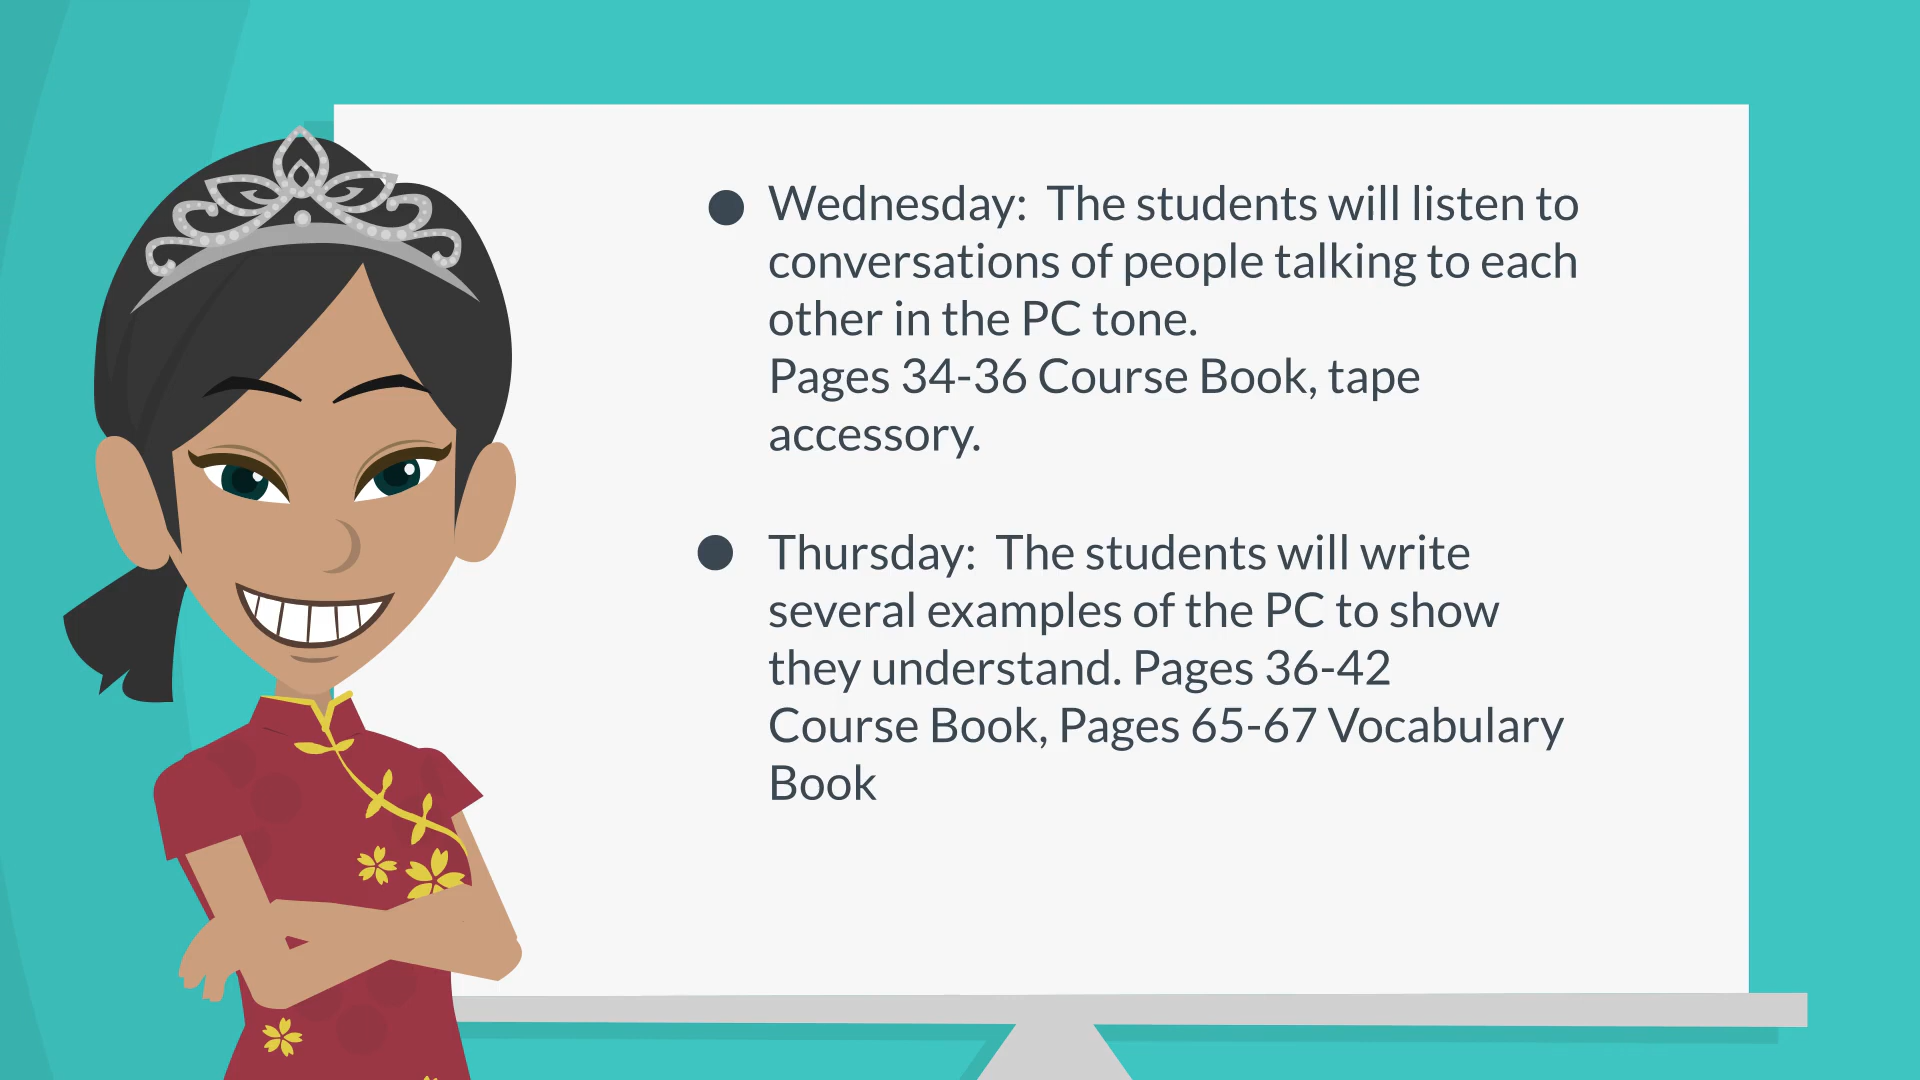 Wednesday:  The students will listen to
conversations of people talking to each
other in the PC tone.
Pages 34-36 Course Book, tape
accessory.
Thursday:  The students will write
several examples of the PC to show
they understand. Pages 36-42
Course Book, Pages 65-67 Vocabulary
Book